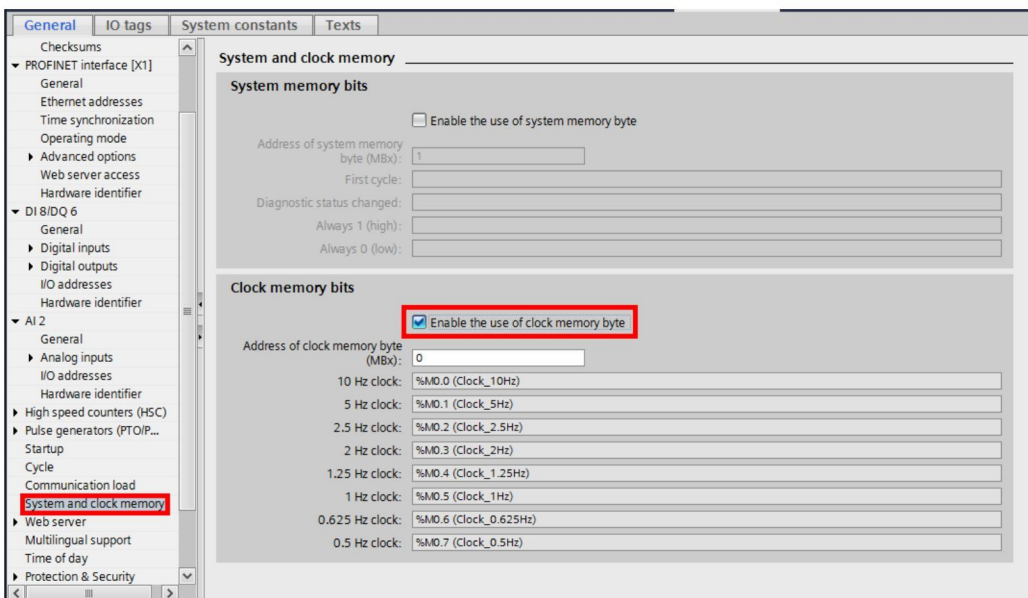 General IO tags System constants Texts
Checksums
PROFINET interface [X1]
General
Ethernet addresses
Time synchronization
Operating mode
Advanced options
Web server access
Hardware identifier
DI 8/DQ 6
General
Digital inputs
Digital outputs
I/O addresses
Hardware identifier
AI 2
General
Analog inputs
I/O addresses
Hardware identifier
High speed counters (HSC)
Pulse generators (PTO/P...
Startup
Cycle
Communication load
System and clock memory
Web server
Multilingual support
Time of day
Protection & Security
System and clock memory
System memory bits
Enable the use of system memory byte
Address of system memory
byte (MBx): 1
First cycle:
Diagnostic status changed:
Always 1 (high):
Always 0 (low):
Clock memory bits
Enable the use of clock memory byte
Address of clock memory byte
(MBx): 0
10 Hz clock: %M0.0 (Clock_10Hz)
5 Hz clock: %M0.1 (Clock_5Hz)
2.5 Hz clock: %M0.2 (Clock_2.5Hz)
2 Hz clock: %M0.3 (Clock_2Hz)
1.25 Hz clock: %M0.4 (Clock_1.25Hz)
1 Hz clock: %M0.5 (Clock_1Hz)
0.625 Hz clock: %M0.6 (Clock_0.625Hz)
0.5 Hz clock: %M0.7 (Clock_0.5Hz)